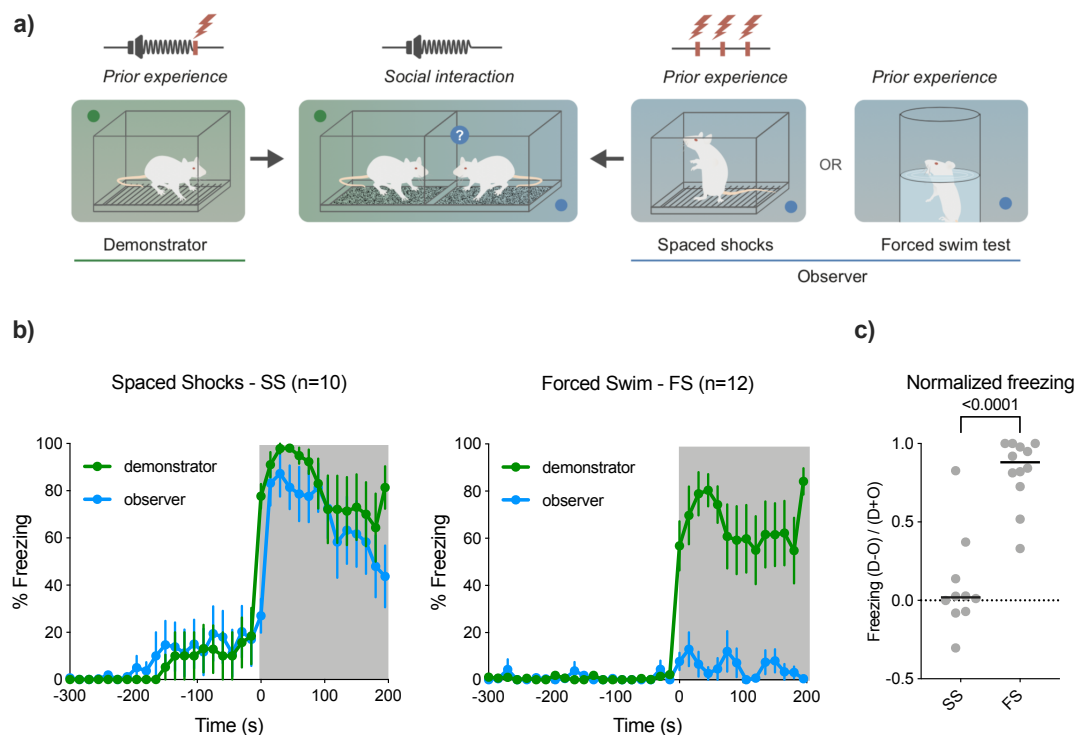 a)
Prior experience
Social interaction
Prior experience
Prior experience
?
OR
Demonstrator
Spaced shocks
Forced swim test
Observer
b)
c)
Spaced Shocks - SS (n=10)
Forced Swim - FS (n=12)
Normalized freezing
<0.0001
100
80
60
40
20
0
% Freezing
demonstrator
observer
-300
-200
-100
0
100
200
Time (s)
100
80
60
40
20
0
% Freezing
demonstrator
observer
-300
-200
-100
0
100
200
Time (s)
1.0
0.5
0.0
-0.5
Freezing (D-O) / (D+O)
SS
FS